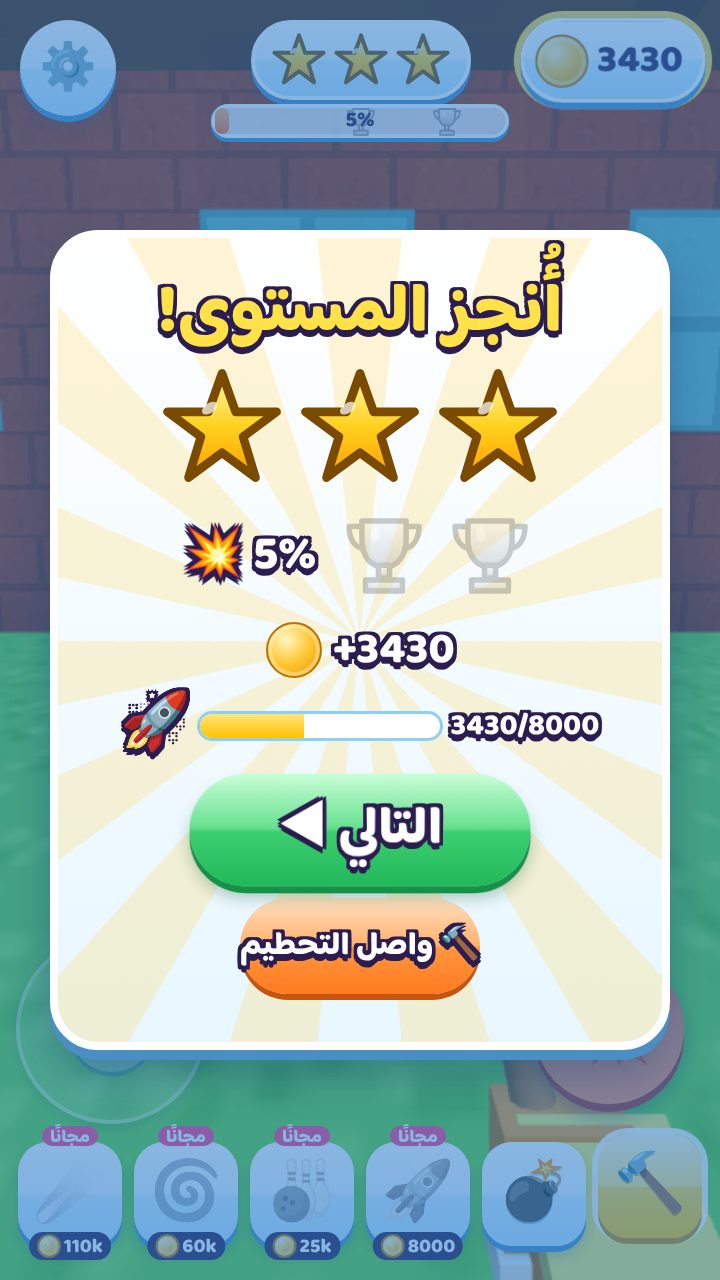 3430
5%
أُنجز المستوى!
5%
+3430
3430/8000
التالي
واصل التحطيم
مجانًا مجانًا مجانًا مجانًا
110k 60k 25k 8000